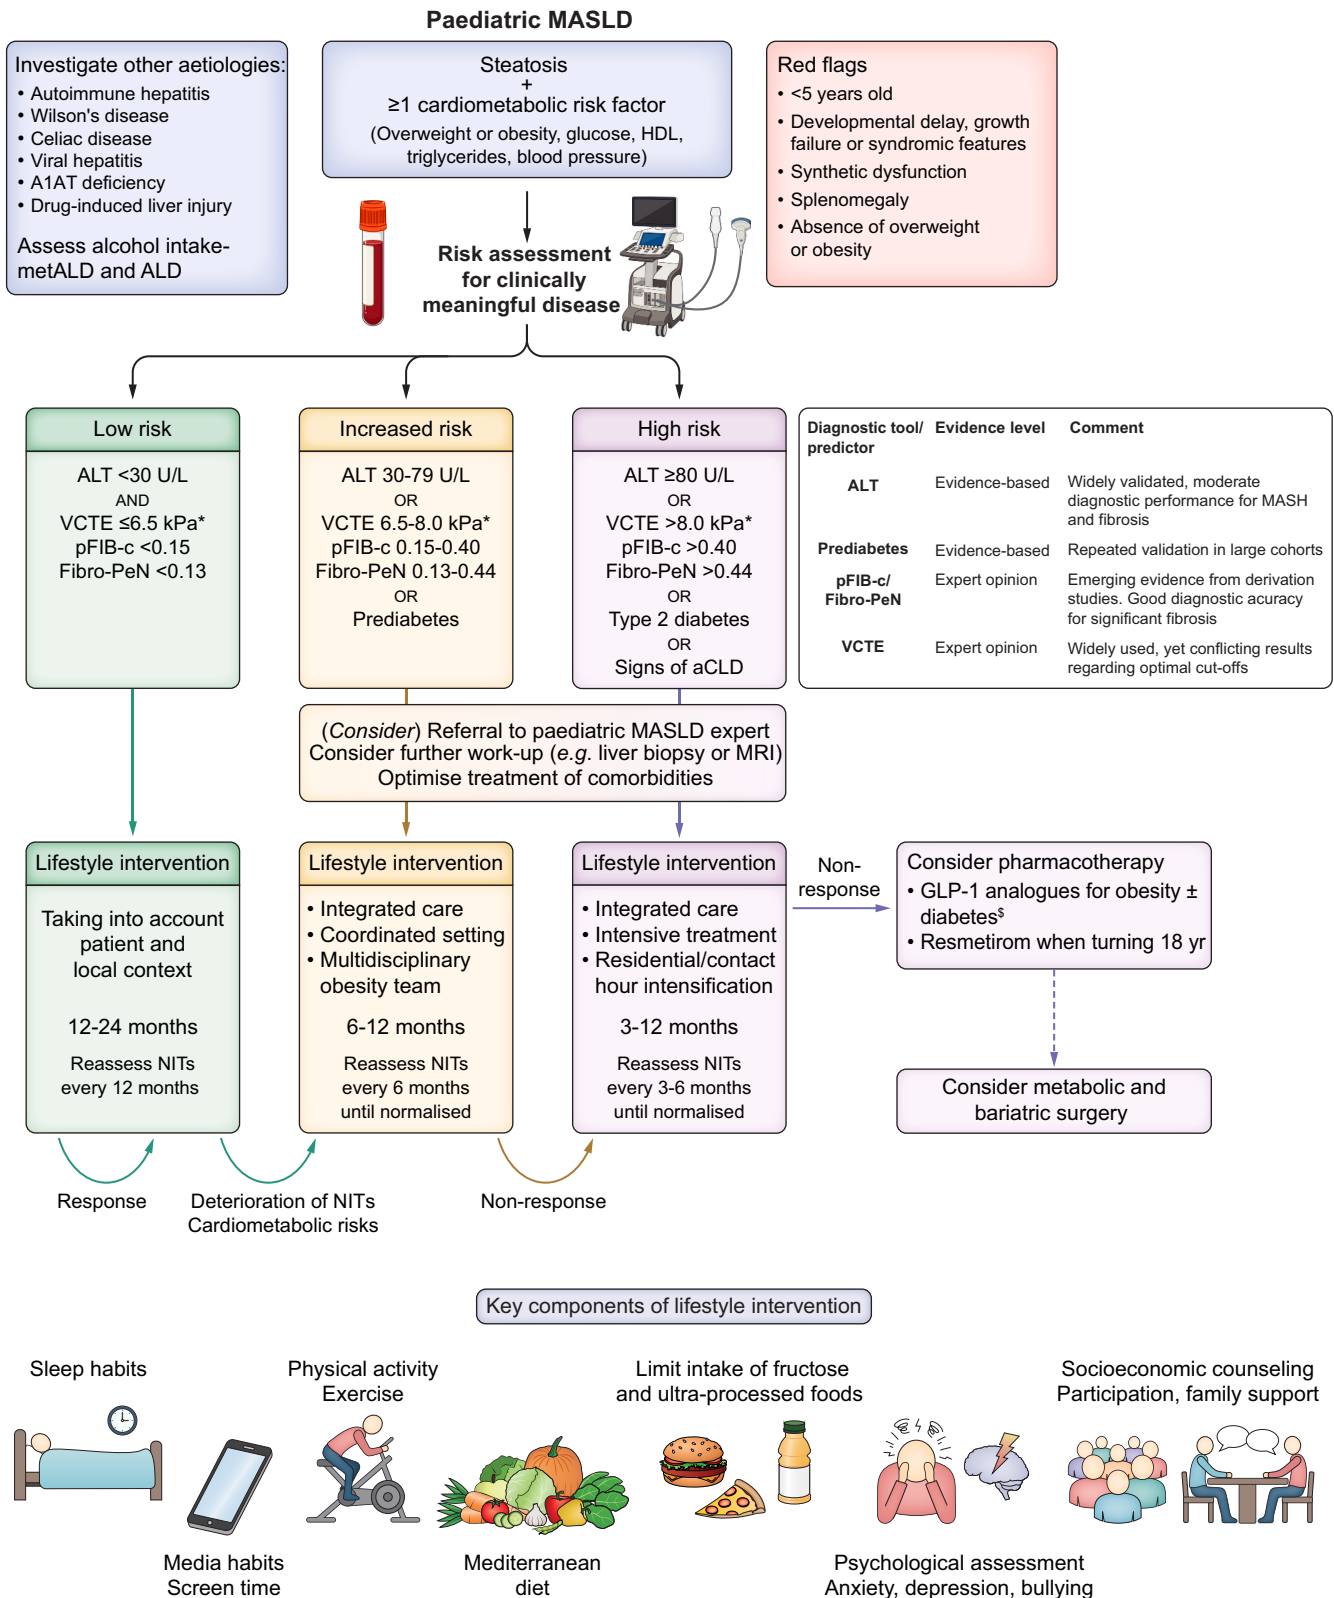 Paediatric MASLD
Investigate other aetiologies:
• Autoimmune hepatitis
• Wilson's disease
• Celiac disease
• Viral hepatitis
• A1AT deficiency
• Drug-induced liver injury
Assess alcohol intake-
metALD and ALD
Steatosis
+
≥1 cardiometabolic risk factor
(Overweight or obesity, glucose, HDL,
triglycerides, blood pressure)
Red flags
• <5 years old
• Developmental delay, growth
failure or syndromic features
• Synthetic dysfunction
• Splenomegaly
• Absence of overweight
or obesity
Risk assessment
for clinically
meaningful disease
Low risk
ALT <30 U/L
AND
VCTE ≤6.5 kPa*
pFIB-c <0.15
Fibro-PeN <0.13
Increased risk
ALT 30-79 U/L
OR
VCTE 6.5-8.0 kPa*
pFIB-c 0.15-0.40
Fibro-PeN 0.13-0.44
OR
Prediabetes
High risk
ALT ≥80 U/L
OR
VCTE >8.0 kPa*
pFIB-c >0.40
Fibro-PeN >0.44
OR
Type 2 diabetes
OR
Signs of aCLD
Diagnostic tool/ Evidence level Comment
predictor
ALT Evidence-based Widely validated, moderate
diagnostic performance for MASH
and fibrosis
Prediabetes Evidence-based Repeated validation in large cohorts
pFIB-c/ Expert opinion Emerging evidence from derivation
Fibro-PeN studies. Good diagnostic acuracy
for significant fibrosis
VCTE Expert opinion Widely used, yet conflicting results
regarding optimal cut-offs
(Consider) Referral to paediatric MASLD expert
Consider further work-up (e.g. liver biopsy or MRI)
Optimise treatment of comorbidities
Lifestyle intervention
Taking into account
patient and
local context
12-24 months
Reassess NITs
every 12 months
Lifestyle intervention
• Integrated care
• Coordinated setting
• Multidisciplinary
obesity team
6-12 months
Reassess NITs
every 6 months
until normalised
Lifestyle intervention
• Integrated care
• Intensive treatment
• Residential/contact
hour intensification
3-12 months
Reassess NITs
every 3-6 months
until normalised
Non-
response
Consider pharmacotherapy
• GLP-1 analogues for obesity ±
diabetes$
• Resmetirom when turning 18 yr
Consider metabolic and
bariatric surgery
Response
Deterioration of NITs
Cardiometabolic risks
Non-response
Key components of lifestyle intervention
Sleep habits
Media habits
Screen time
Physical activity
Exercise
Mediterranean
diet
Limit intake of fructose
and ultra-processed foods
Psychological assessment
Anxiety, depression, bullying
Socioeconomic counseling
Participation, family support